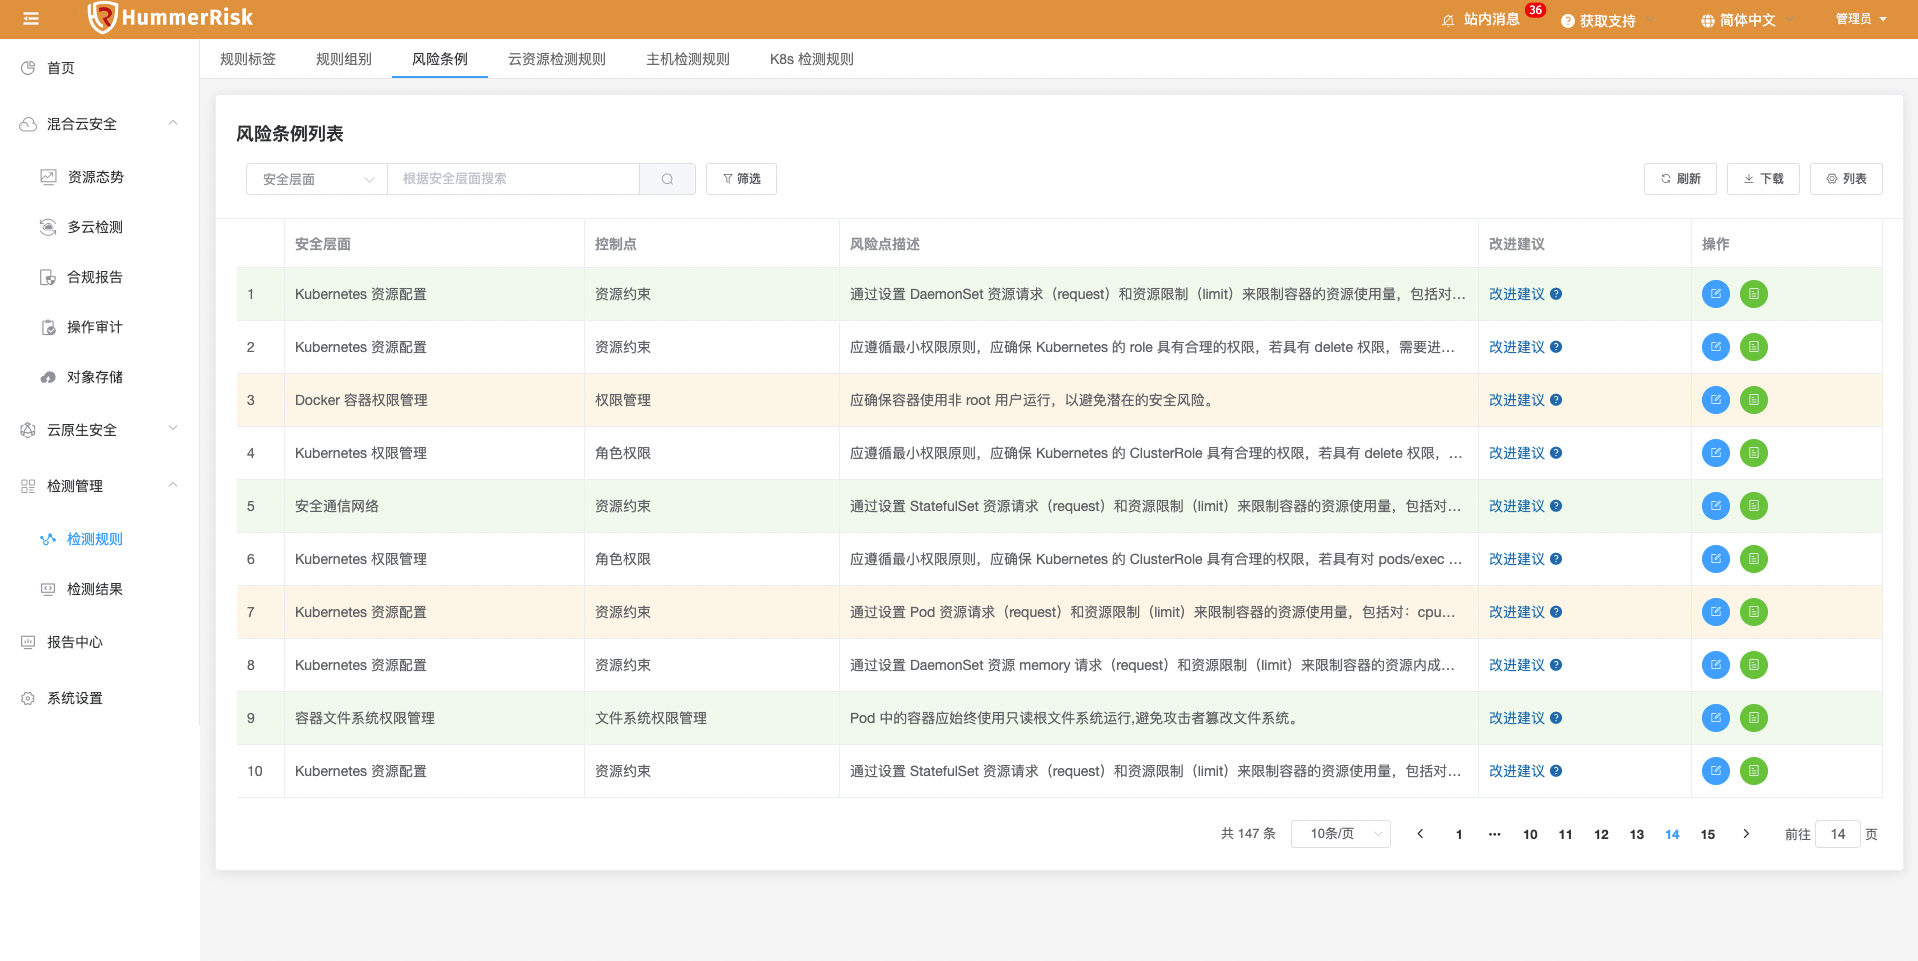 HummerRisk
站内消息 36
获取支持
简体中文
管理员
首页
混合云安全
资源态势
多云检测
合规报告
操作审计
对象存储
云原生安全
检测管理
检测规则
检测结果
报告中心
系统设置
规则标签 规则组别 风险条例 云资源检测规则 主机检测规则 K8s 检测规则
风险条例列表
安全层面 根据安全层面搜索 筛选 刷新 下载 列表
安全层面 控制点 风险点描述 改进建议 操作
1 Kubernetes 资源配置 资源约束 通过设置 DaemonSet 资源请求（request）和资源限制（limit）来限制容器的资源使用量，包括对... 改进建议
2 Kubernetes 资源配置 资源约束 应遵循最小权限原则，应确保 Kubernetes 的 role 具有合理的权限，若具有 delete 权限，需要进... 改进建议
3 Docker 容器权限管理 权限管理 应确保容器使用非 root 用户运行，以避免潜在的安全风险。 改进建议
4 Kubernetes 权限管理 角色权限 应遵循最小权限原则，应确保 Kubernetes 的 ClusterRole 具有合理的权限，若具有 delete 权限，... 改进建议
5 安全通信网络 资源约束 通过设置 StatefulSet 资源请求（request）和资源限制（limit）来限制容器的资源使用量，包括对... 改进建议
6 Kubernetes 权限管理 角色权限 应遵循最小权限原则，应确保 Kubernetes 的 ClusterRole 具有合理的权限，若具有对 pods/exec ... 改进建议
7 Kubernetes 资源配置 资源约束 通过设置 Pod 资源请求（request）和资源限制（limit）来限制容器的资源使用量，包括对：cpu... 改进建议
8 Kubernetes 资源配置 资源约束 通过设置 DaemonSet 资源 memory 请求（request）和资源限制（limit）来限制容器的资源内成... 改进建议
9 容器文件系统权限管理 文件系统权限管理 Pod 中的容器应始终使用只读根文件系统运行,避免攻击者篡改文件系统。 改进建议
10 Kubernetes 资源配置 资源约束 通过设置 StatefulSet 资源请求（request）和资源限制（limit）来限制容器的资源使用量，包括对... 改进建议
共 147 条 10条/页 1 ... 10 11 12 13 14 15 前往 14 页